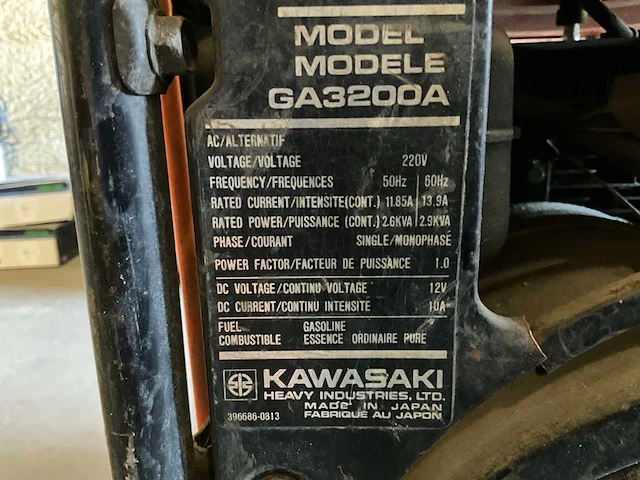 MODEL
MODELE
GA3200A
AC/ALTERNATIF
VOLTAGE/VOLTAGE 220V
FREQUENCY/FREQUENCES 50Hz 60Hz
RATED CURRENT/INTENSITE(CONT.) 11.85A 13.9A
RATED POWER/PUISSANCE (CONT.) 2.6KVA 2.9KVA
PHASE/COURANT SINGLE/MONOPHASÉ
POWER FACTOR/FACTEUR DE PUISSANCE 1.0
DC VOLTAGE/CONTINU VOLTAGE 12V
DC CURRENT/CONTINU INTENSITE 10A
FUEL GASOLINE
COMBUSTIBLE ESSENCE ORDINAIRE PURE
KAWASAKI
HEAVY INDUSTRIES, LTD.
MADE IN JAPAN
396686-0813 FABRIQUÉ AU JAPON